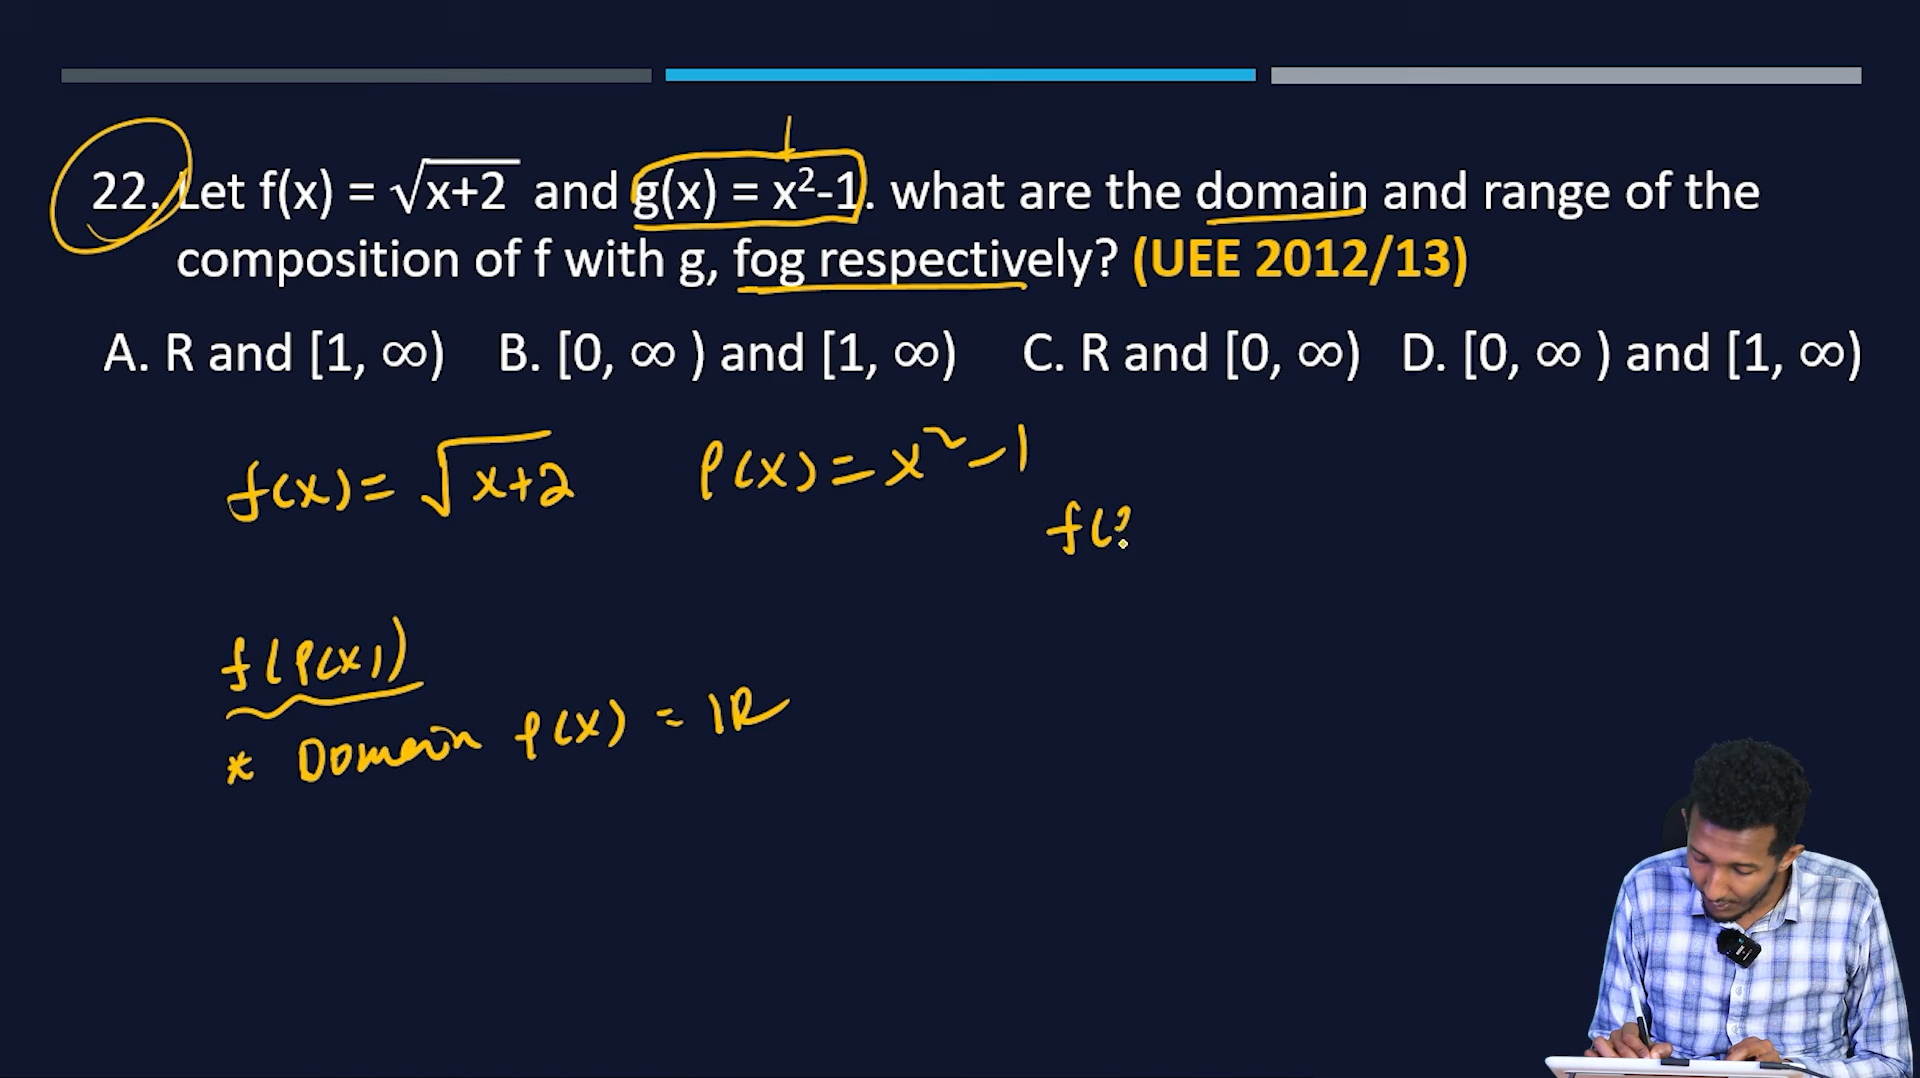 22. Let f(x) = √x+2 and g(x) = x²-1. what are the domain and range of the
composition of f with g, fog respectively? (UEE 2012/13)
A. R and [1, ∞) B. [0, ∞ ) and [1, ∞) C. R and [0, ∞) D. [0, ∞ ) and [1, ∞)
f(x) = √x+2 g(x) = x²-1
f(
f(g(x))
* Domain g(x) = IR